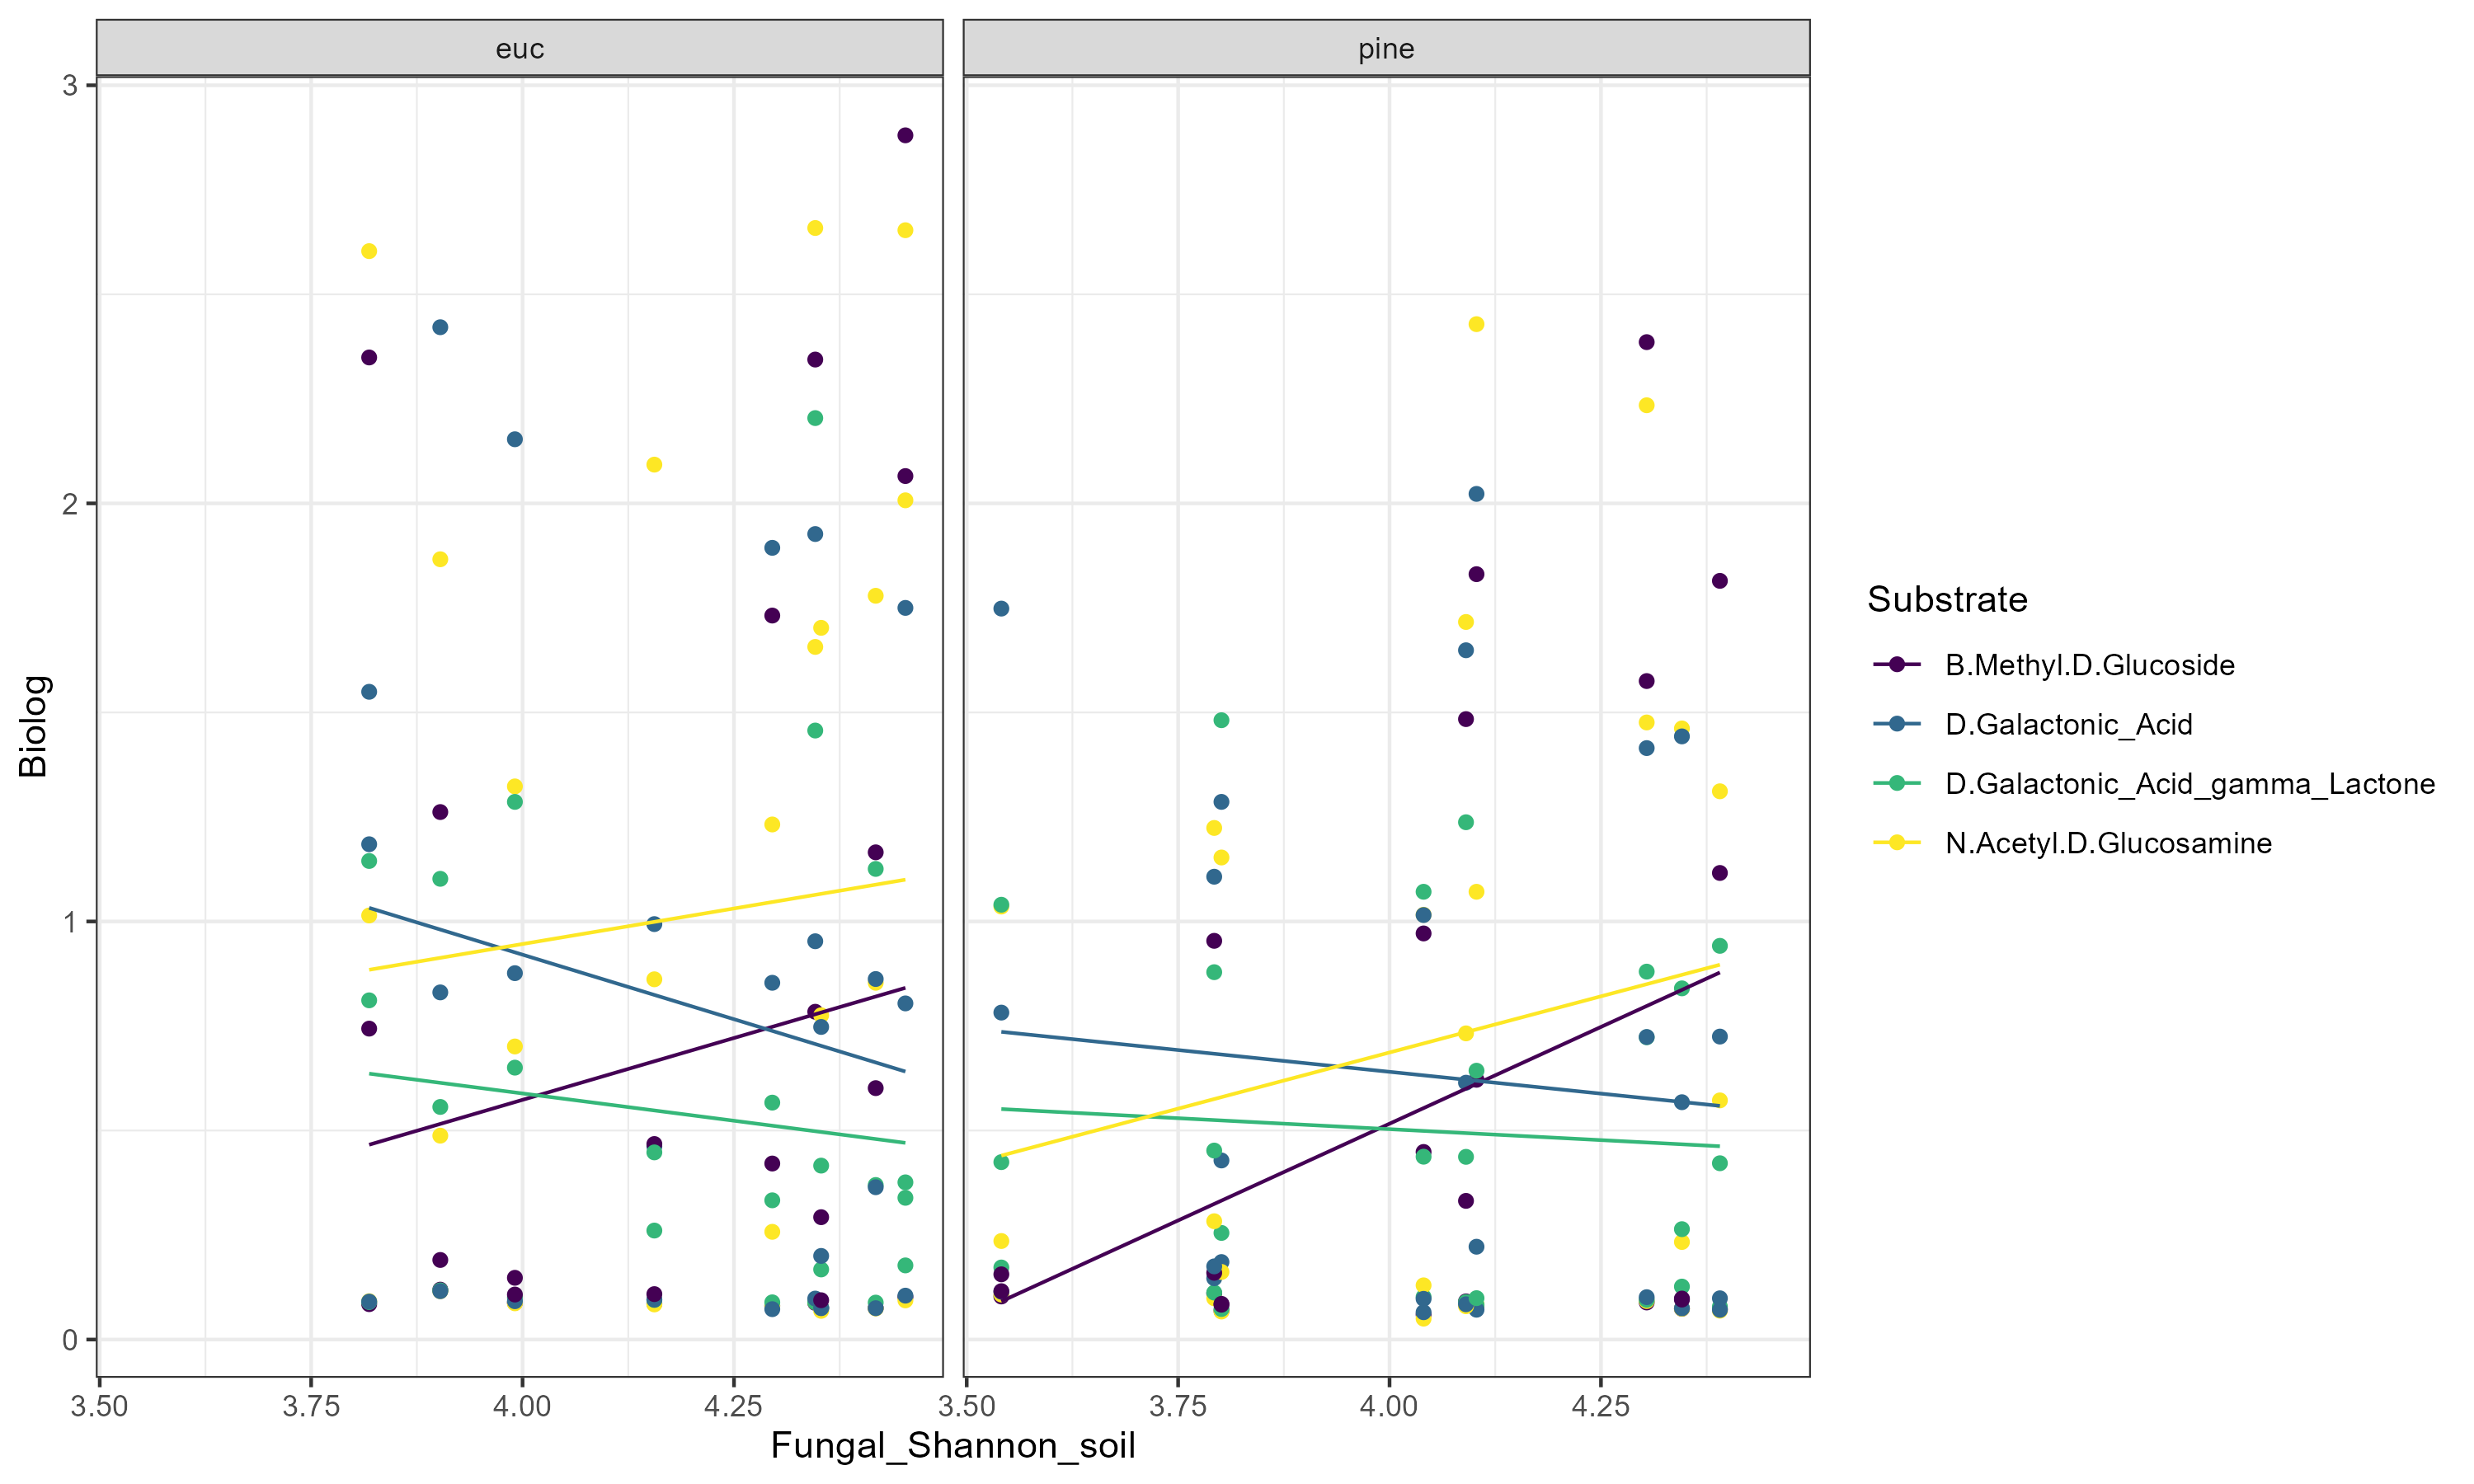 euc
pine
3
2
1
0
Biolog
3.50
3.75
4.00
4.25
3.50
3.75
4.00
4.25
Fungal_Shannon_soil
Substrate
B.Methyl.D.Glucoside
D.Galactonic_Acid
D.Galactonic_Acid_gamma_Lactone
N.Acetyl.D.Glucosamine